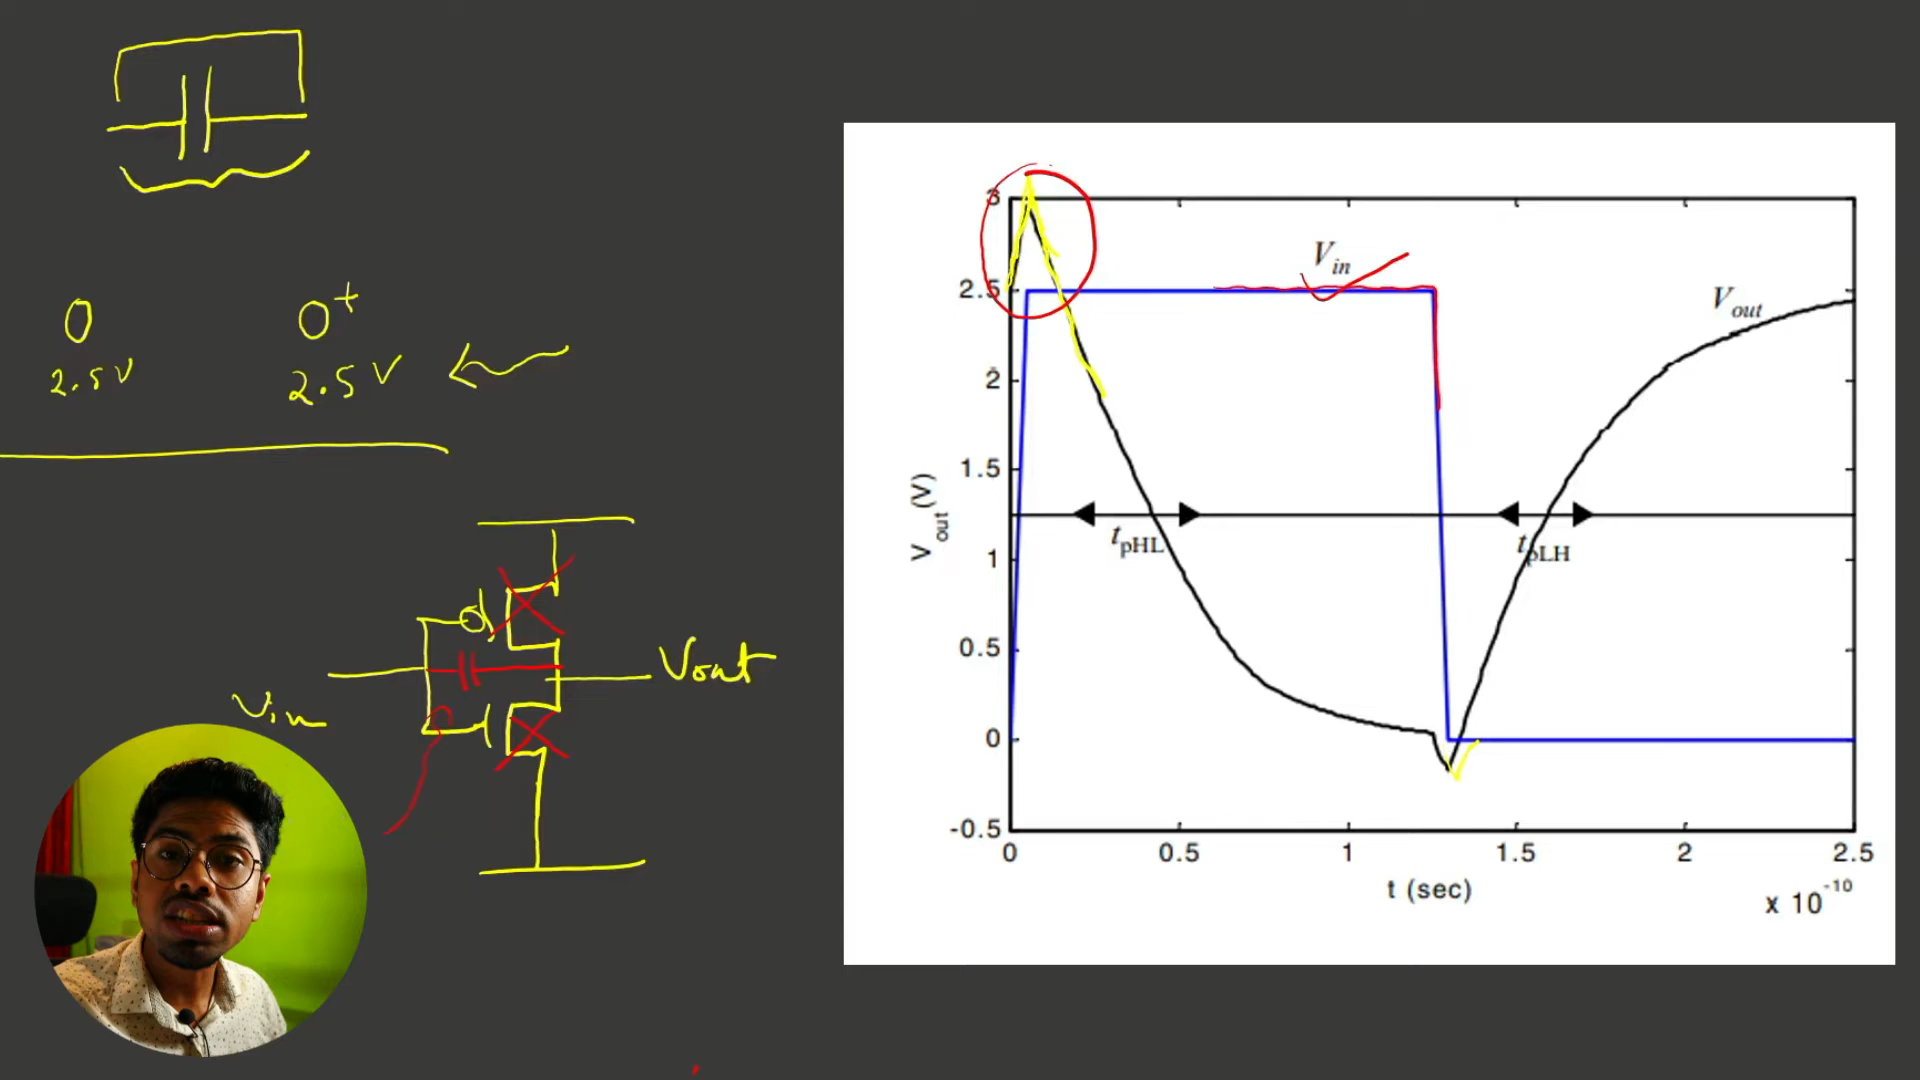 0 0+
2.5V 2.5 V
Vin
Vout
3
2.5
2
1.5
1
0.5
0
-0.5
Vout (V)
Vin
Vout
tpHL
tpLH
0 0.5 1 1.5 2 2.5
t (sec)
x 10-10